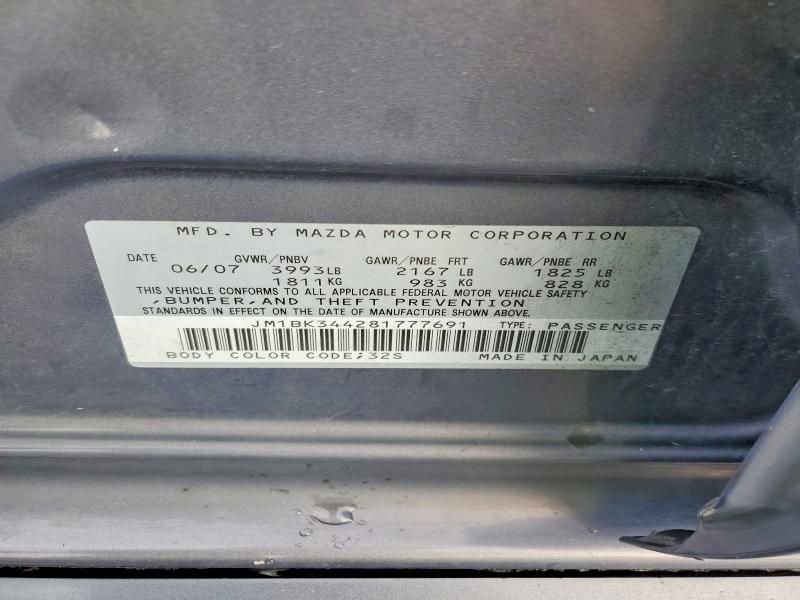 MFD. BY MAZDA MOTOR CORPORATION
DATE GVWR/PNBV GAWR/PNBE FRT GAWR/PNBE RR
06/07 3993LB 2167 LB 1825 LB
1811KG 983 KG 828 KG
THIS VEHICLE CONFORMS TO ALL APPLICABLE FEDERAL MOTOR VEHICLE SAFETY
,BUMPER,AND THEFT PREVENTION
STANDARDS IN EFFECT ON THE DATE OF MANUFACTURE SHOWN ABOVE.
JM1BK344281777691 TYPE: PASSENGER
BODY COLOR CODE;32S MADE IN JAPAN